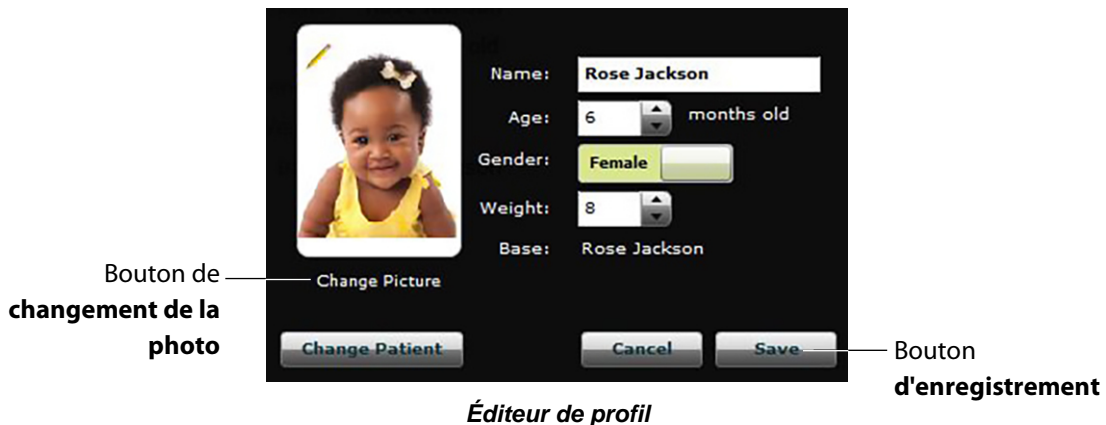 Name: Rose Jackson
Age: 6 months old
Gender: Female
Weight: 8
Base: Rose Jackson
Change Picture
Change Patient Cancel Save
Bouton de
changement de la
photo
Bouton
d'enregistrement
Éditeur de profil